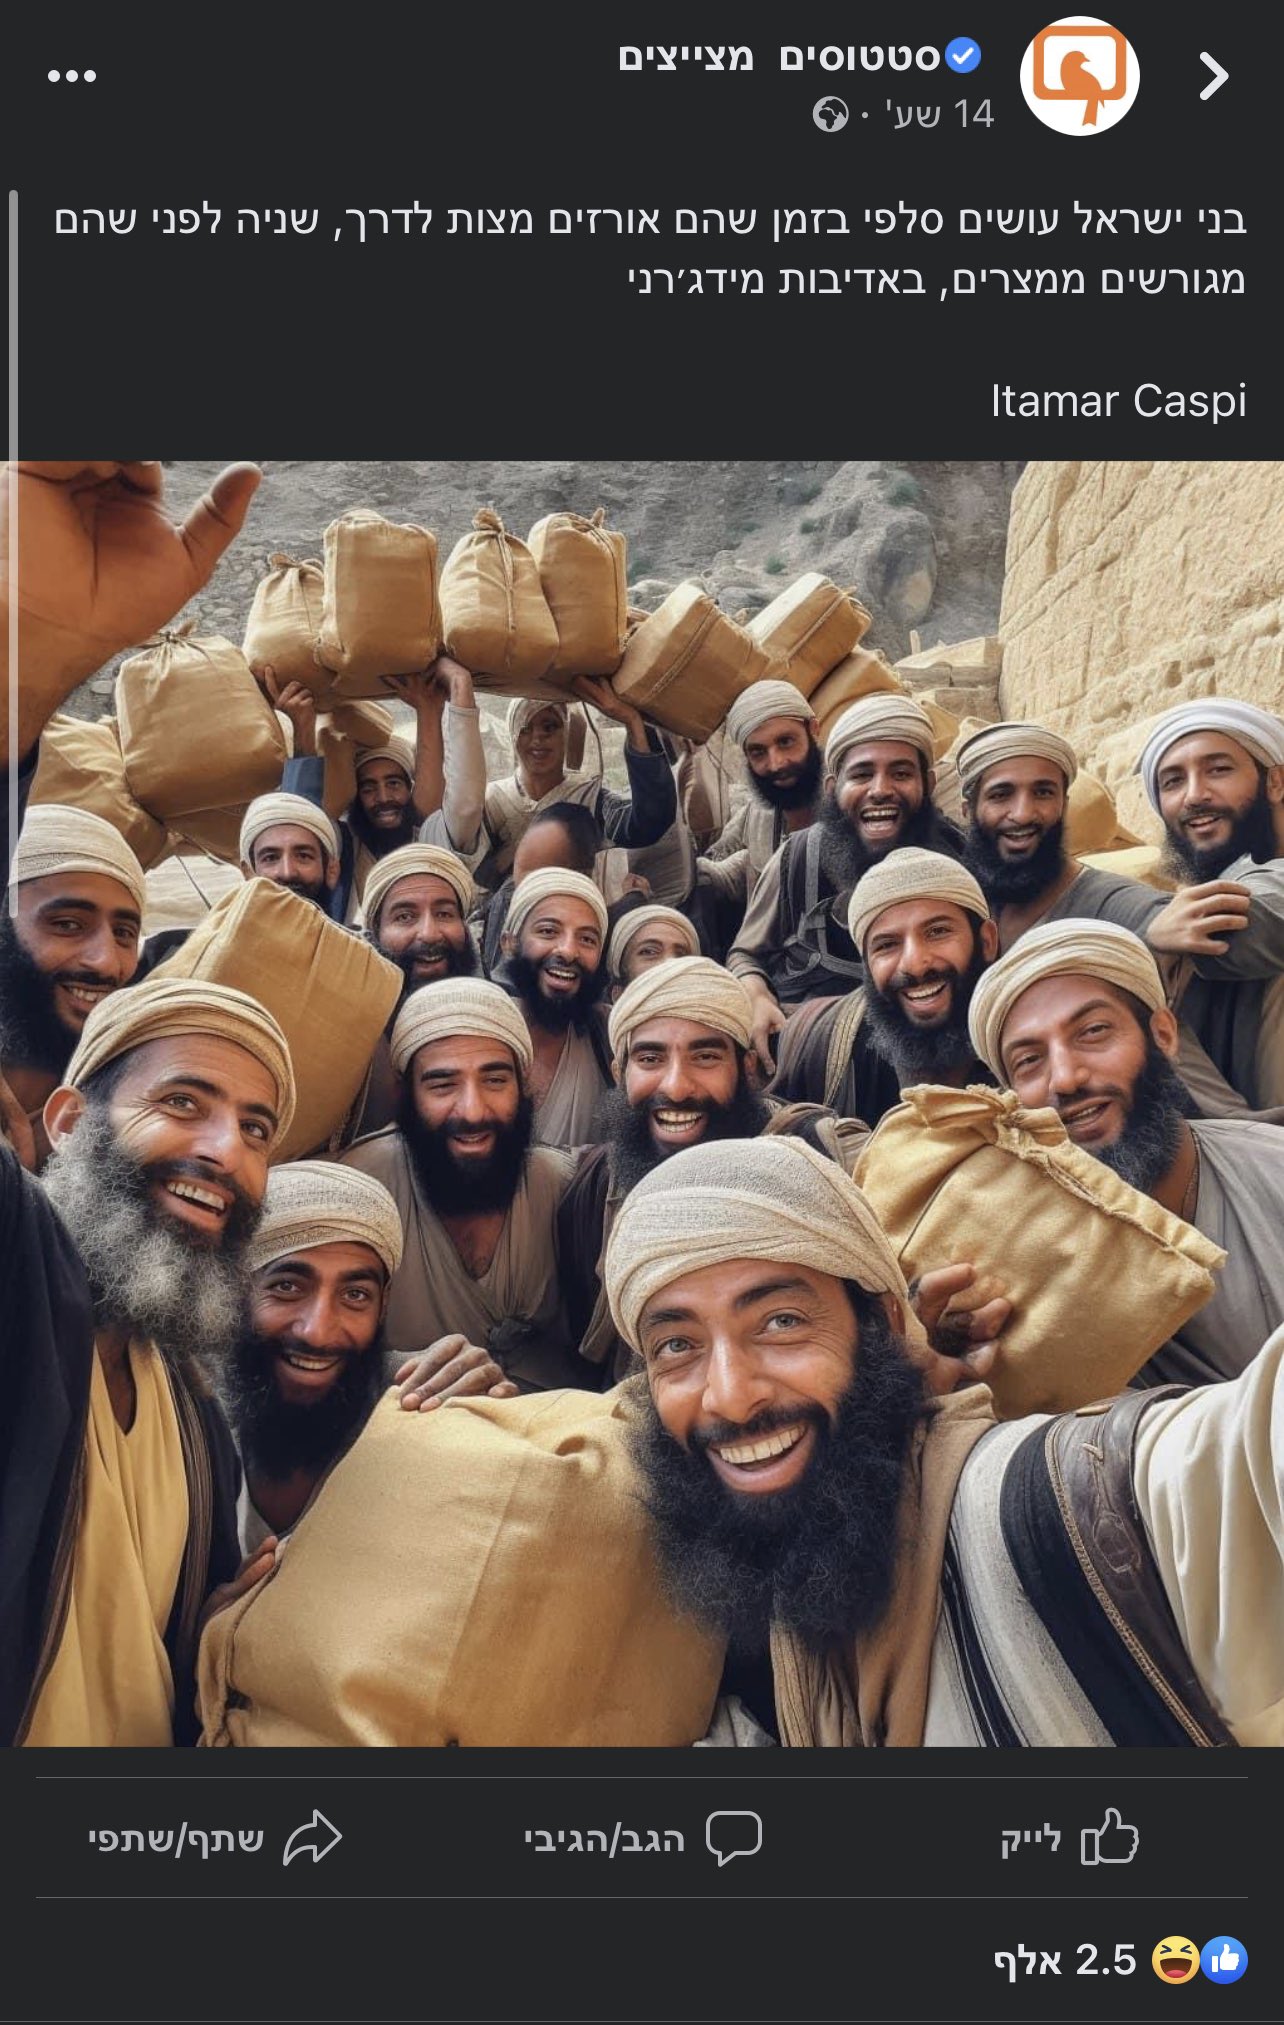 סטטוסים מצייצים
14 שע' ·
בני ישראל עושים סלפי בזמן שהם אורזים מצות לדרך, שניה לפני שהם
מגורשים ממצרים, באדיבות מידג׳רני
Itamar Caspi
לייק
הגב/הגיבי
שתף/שתפי
2.5 אלף